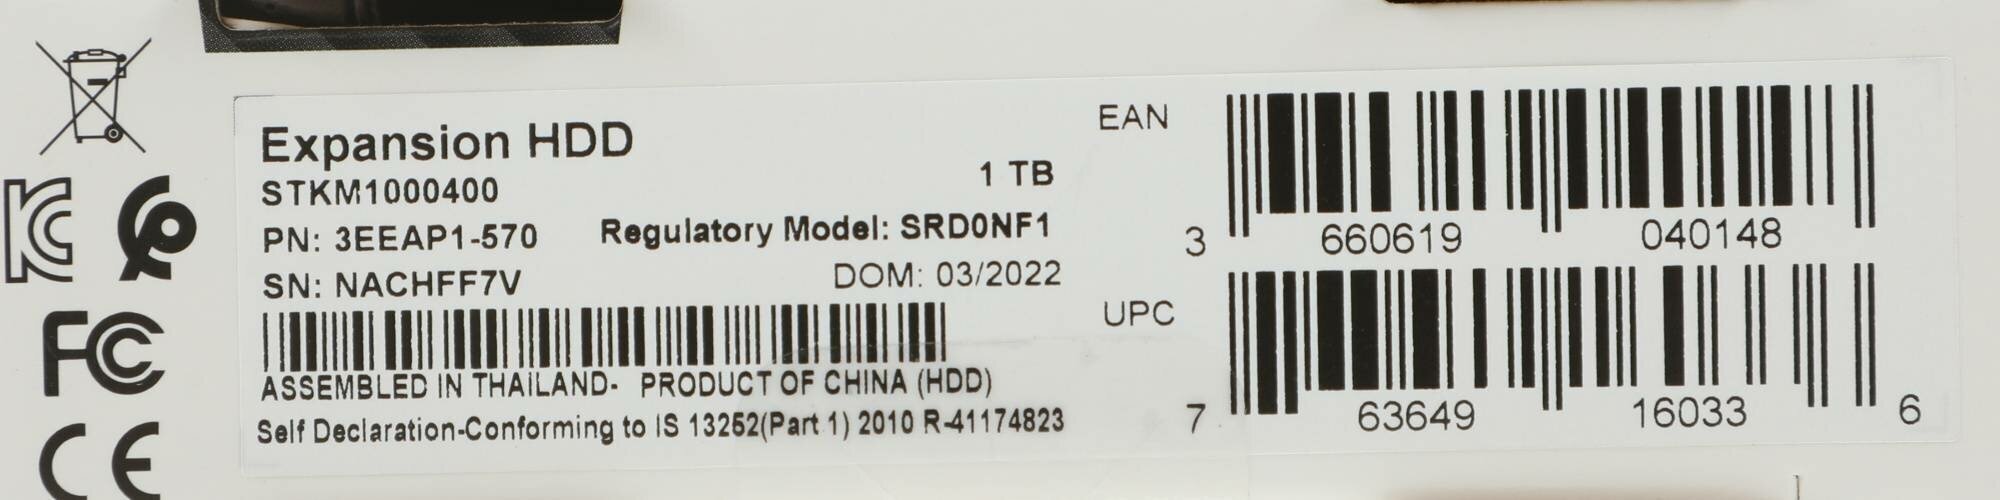 Expansion HDD
STKM1000400
1 TB
PN: 3EEAP1-570
Regulatory Model: SRD0NF1
SN: NACHFF7V
DOM: 03/2022
ASSEMBLED IN THAILAND- PRODUCT OF CHINA (HDD)
Self Declaration-Conforming to IS 13252(Part 1) 2010 R-41174823
EAN
3 660619 040148
UPC
7 63649 16033 6
FC
CE